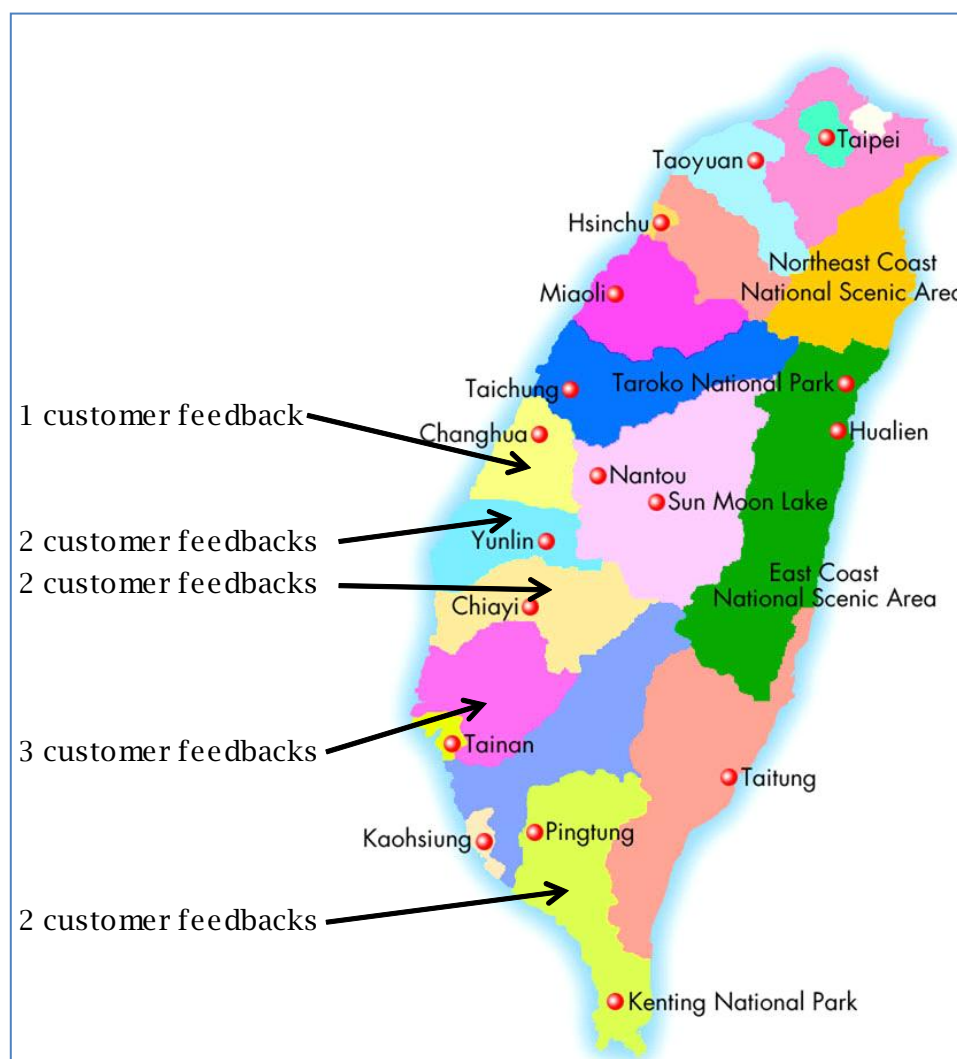 Taipei
Taoyuan
Hsinchu
Northeast Coast
National Scenic Area
Miaoli
Taroko National Park
Taichung
1 customer feedback
Changhua
Hualien
Nantou
Sun Moon Lake
2 customer feedbacks
Yunlin
2 customer feedbacks
East Coast
National Scenic Area
Chiayi
3 customer feedbacks
Tainan
Taitung
Pingtung
Kaohsiung
2 customer feedbacks
Kenting National Park